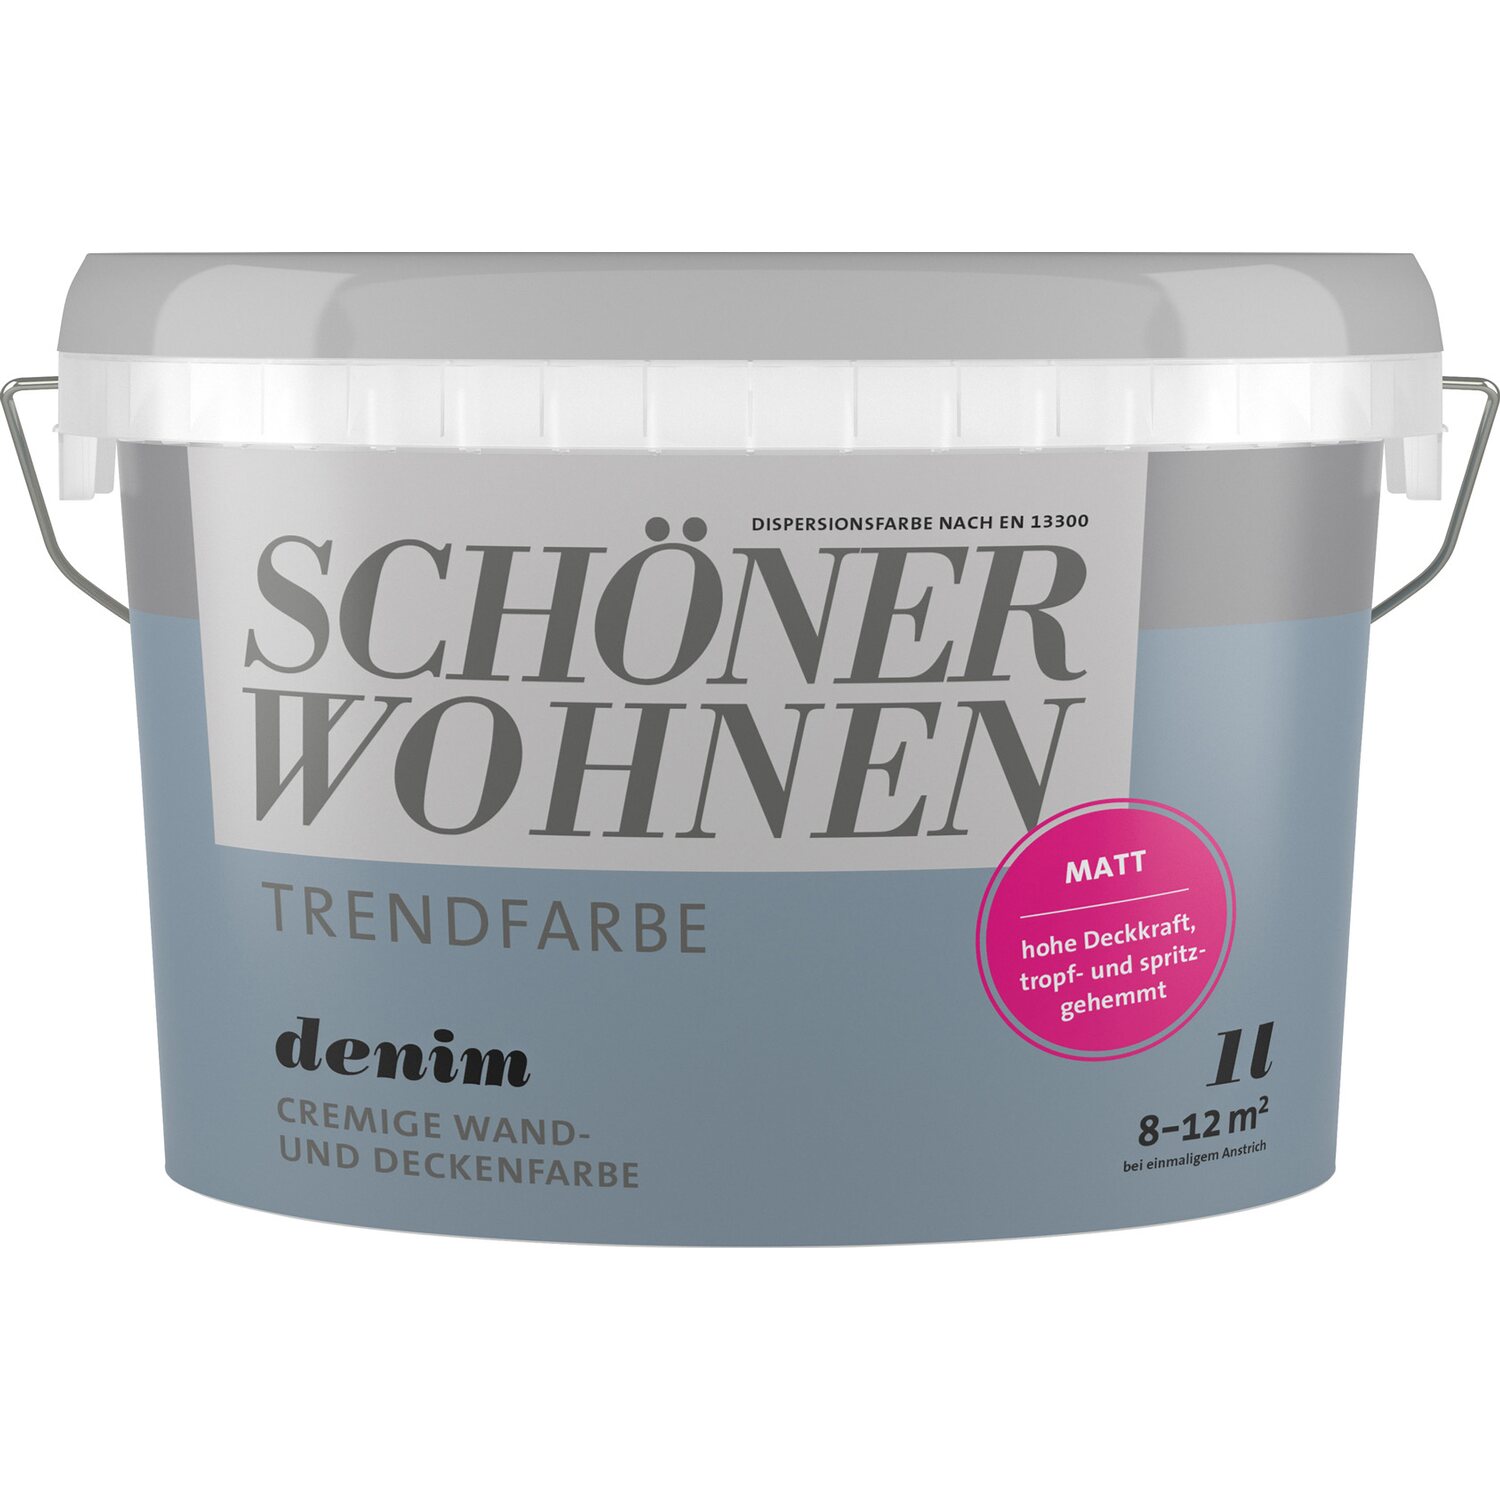 DISPERSIONSFARBE NACH EN 13300
SCHÖNER
WOHNEN
TRENDFARBE
MATT
hohe Deckkraft,
tropf- und spritz-
gehemmt
denim
CREMIGE WAND-
UND DECKENFARBE
1l
8–12 m²
bei einmaligem Anstrich